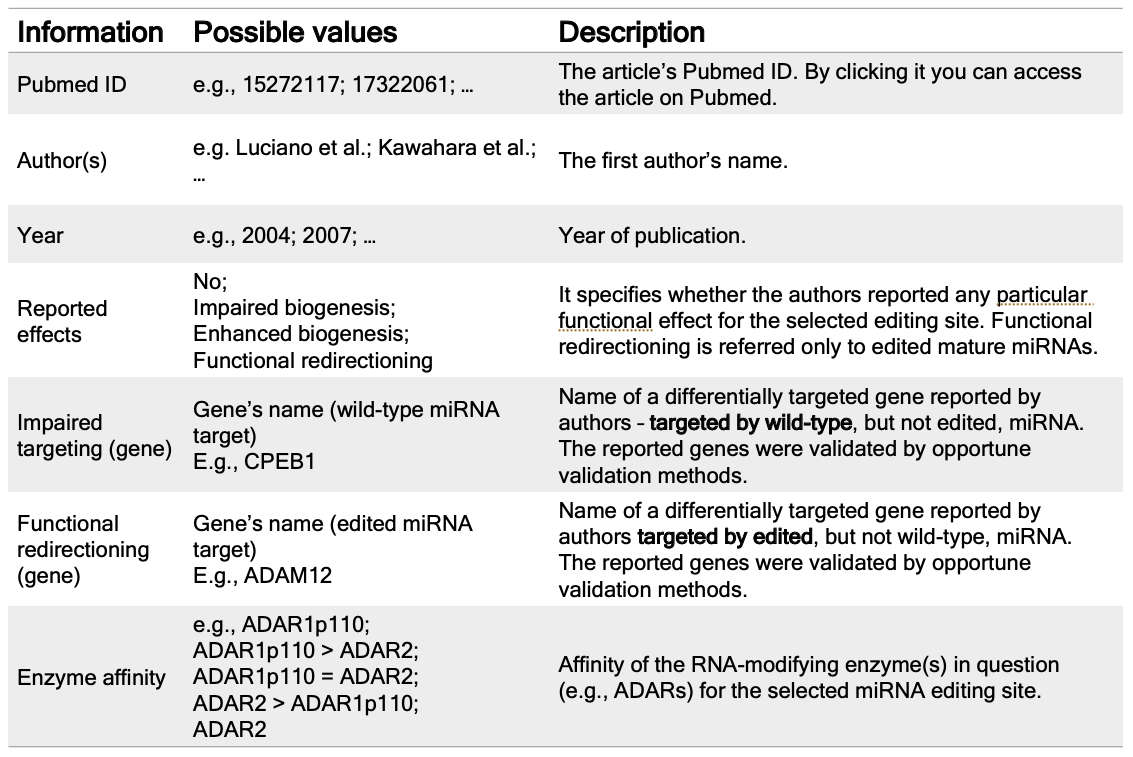 Information Possible values Description
Pubmed ID e.g., 15272117; 17322061; … The article’s Pubmed ID. By clicking it you can access
the article on Pubmed.
Author(s) e.g. Luciano et al.; Kawahara et al.;
… The first author’s name.
Year e.g., 2004; 2007; … Year of publication.
Reported
effects
No;
Impaired biogenesis;
Enhanced biogenesis;
Functional redirectioning
It specifies whether the authors reported any particular
functional effect for the selected editing site. Functional
redirectioning is referred only to edited mature miRNAs.
Impaired
targeting (gene)
Gene’s name (wild-type miRNA
target)
E.g., CPEB1
Name of a differentially targeted gene reported by
authors - targeted by wild-type, but not edited, miRNA.
The reported genes were validated by opportune
validation methods.
Functional
redirectioning
(gene)
Gene’s name (edited miRNA
target)
E.g., ADAM12
Name of a differentially targeted gene reported by
authors targeted by edited, but not wild-type, miRNA.
The reported genes were validated by opportune
validation methods.
Enzyme affinity
e.g., ADAR1p110;
ADAR1p110 > ADAR2;
ADAR1p110 = ADAR2;
ADAR2 > ADAR1p110;
ADAR2
Affinity of the RNA-modifying enzyme(s) in question
(e.g., ADARs) for the selected miRNA editing site.